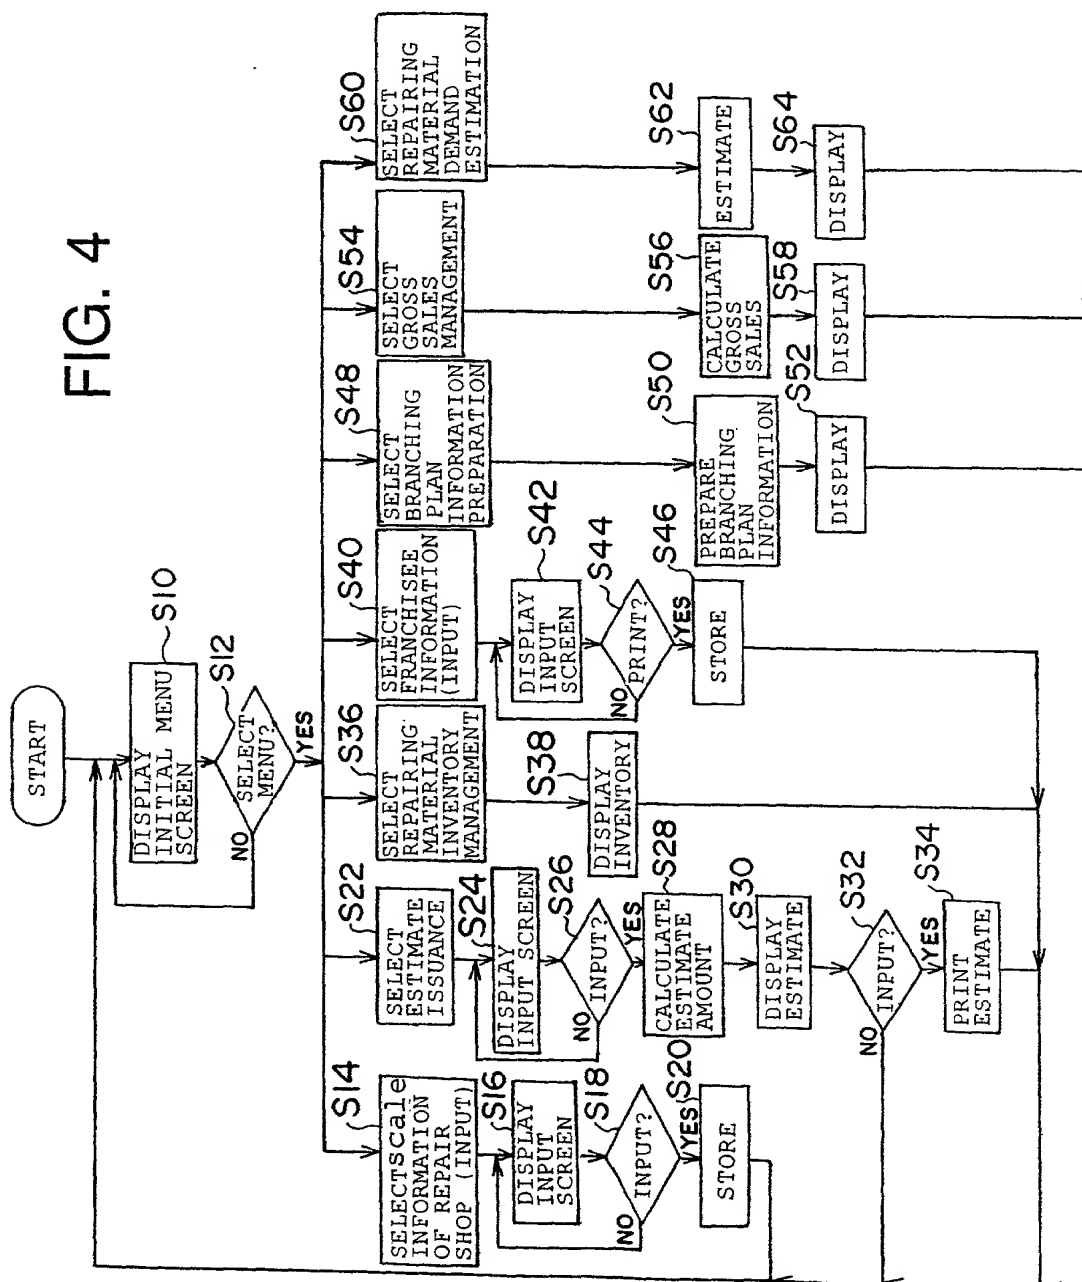 FIG. 4
START
S10
DISPLAY
INITIAL MENU
SCREEN
S12
SELECT
MENU?
NO
YES
S14
SELECTscale
INFORMATION
OF REPAIR
SHOP (INPUT)
S16
DISPLAY
INPUT
SCREEN
S18
INPUT?
NO
YES
S20
STORE
S22
SELECT
ESTIMATE
ISSUANCE
S24
DISPLAY
INPUT SCREEN
S26
INPUT?
NO
YES
S28
CALCULATE
ESTIMATE
AMOUNT
S30
DISPLAY
ESTIMATE
S32
INPUT?
NO
YES
S34
PRINT
ESTIMATE
S36
SELECT
REPAIRING
MATERIAL
INVENTORY
MANAGEMENT
S38
DISPLAY
INVENTORY
S40
SELECT
FRANCHISEE
INFORMATION
(INPUT)
S42
DISPLAY
INPUT
SCREEN
S44
PRINT?
NO
YES
S46
STORE
S48
SELECT
BRANCHING
PLAN
INFORMATION
PREPARATION
S50
PREPARE
BRANCHING
PLAN
INFORMATION
S52
DISPLAY
S54
SELECT
GROSS
SALES
MANAGEMENT
S56
CALCULATE
GROSS
SALES
S58
DISPLAY
S60
SELECT
REPAIRING
MATERIAL
DEMAND
ESTIMATION
S62
ESTIMATE
S64
DISPLAY